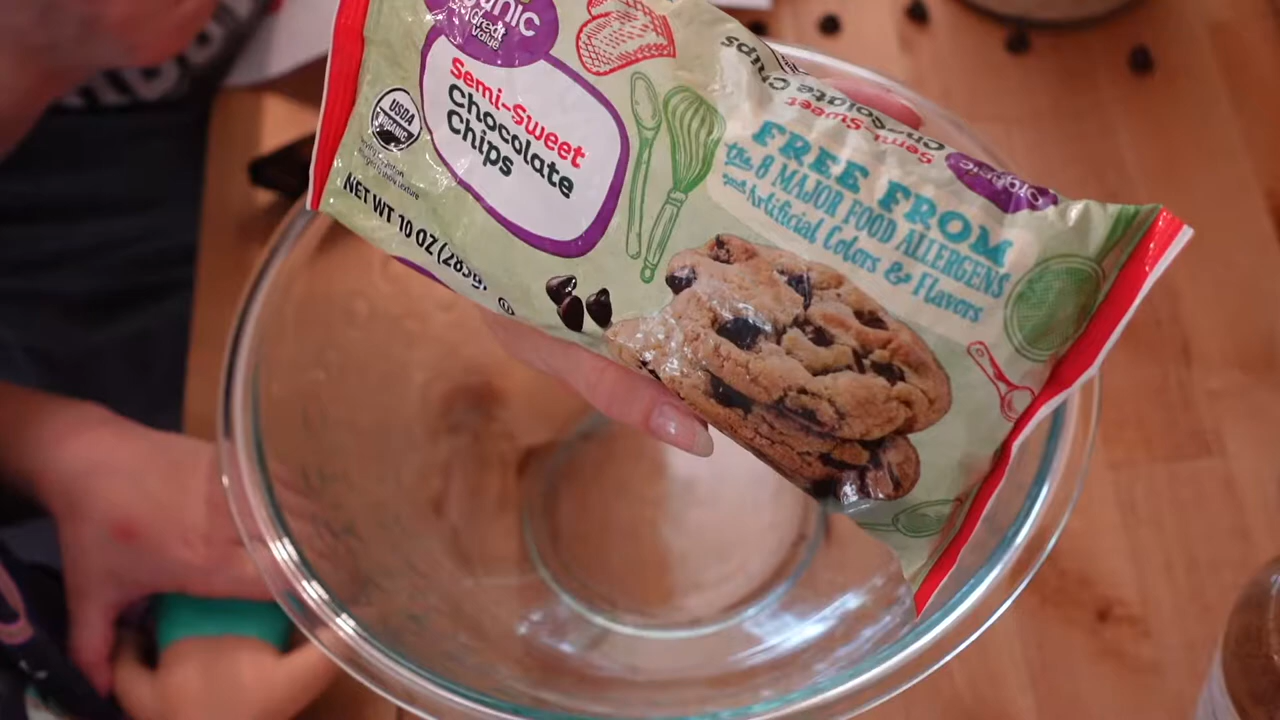 Organic
Great
Value
Semi-Sweet
Chocolate
Chips
USDA
ORGANIC
NET WT 10 OZ (283g)
Semi-Sweet
Chocolate Chips
Organic
FREE FROM
the 8 MAJOR FOOD ALLERGENS
and Artificial Colors & Flavors